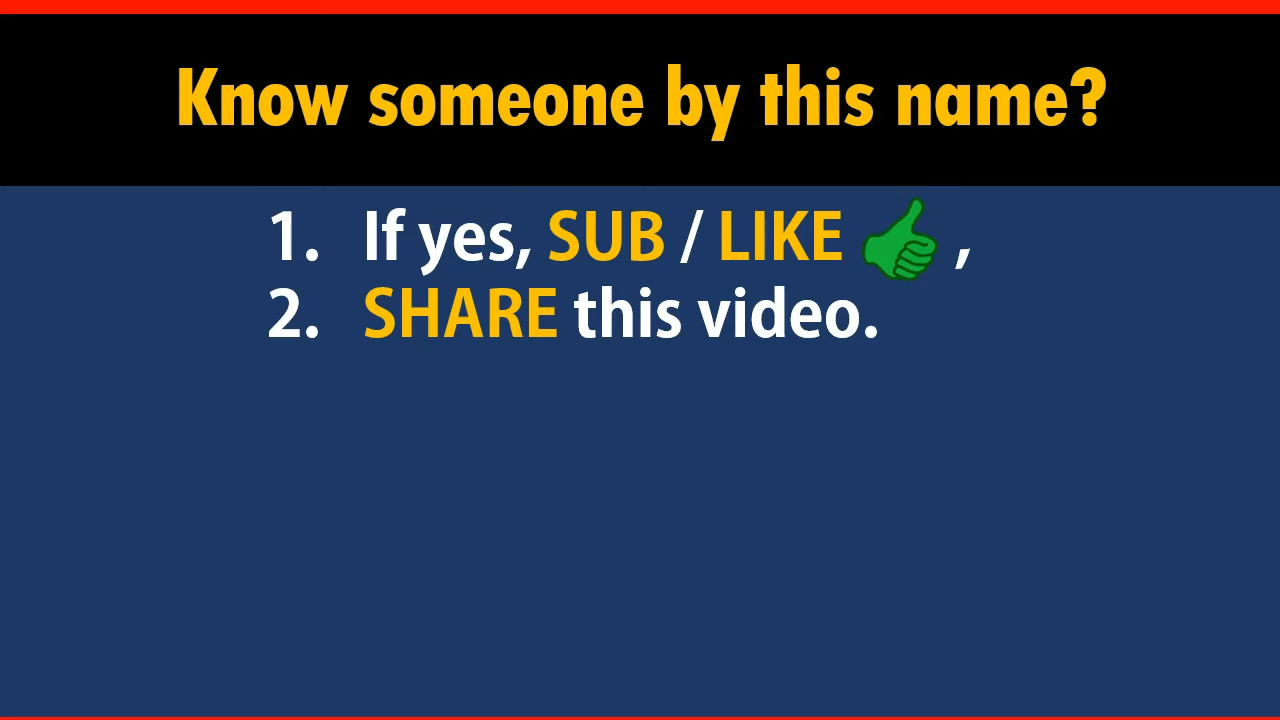 Know someone by this name?
1. If yes, SUB / LIKE ,
2. SHARE this video.